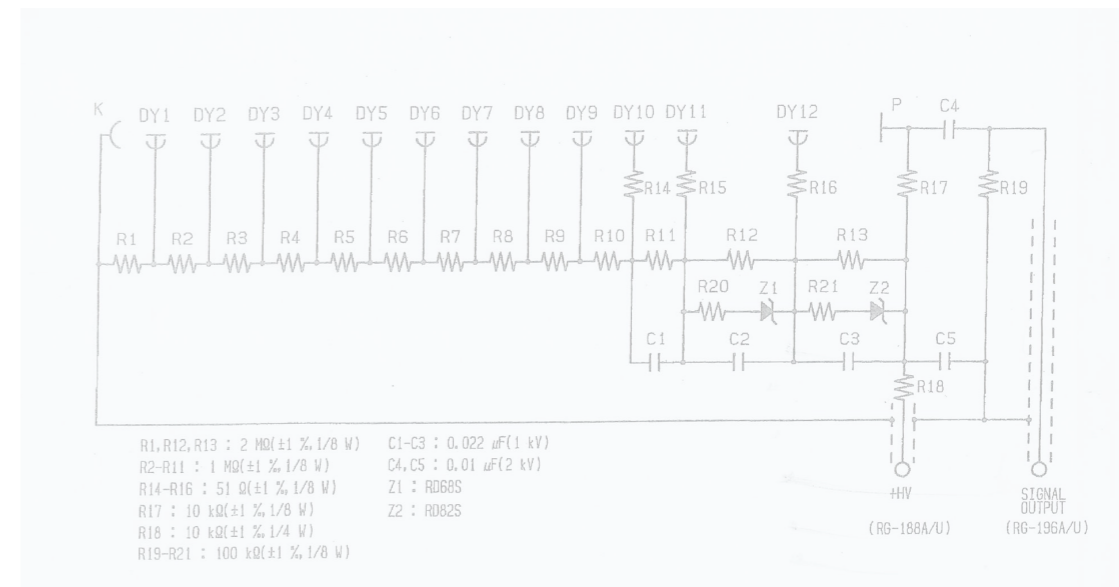 K DY1 DY2 DY3 DY4 DY5 DY6 DY7 DY8 DY9 DY10 DY11 DY12 P C4
R14 R15 R16 R17 R19
R1 R2 R3 R4 R5 R6 R7 R8 R9 R10 R11 R12 R13
R20 Z1 R21 Z2
C1 C2 C3 C5
R18
R1,R12,R13 : 2 MΩ(±1 %,1/8 W)
R2-R11 : 1 MΩ(±1 %,1/8 W)
R14-R16 : 51 Ω(±1 %,1/8 W)
R17 : 10 kΩ(±1 %,1/8 W)
R18 : 10 kΩ(±1 %,1/4 W)
R19-R21 : 100 kΩ(±1 %,1/8 W)
C1-C3 : 0.022 µF(1 kV)
C4,C5 : 0.01 µF(2 kV)
Z1 : RD68S
Z2 : RD82S
+HV
(RG-188A/U)
SIGNAL
OUTPUT
(RG-196A/U)